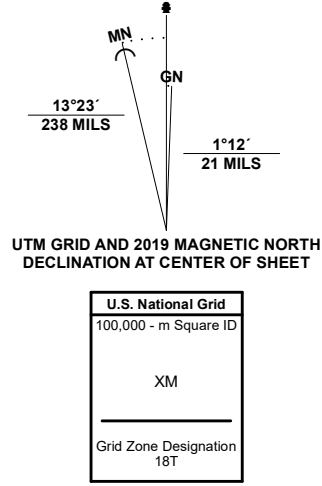 MN
GN
13°23´
238 MILS
1°12´
21 MILS
UTM GRID AND 2019 MAGNETIC NORTH
DECLINATION AT CENTER OF SHEET
U.S. National Grid
100,000 - m Square ID
XM
Grid Zone Designation
18T